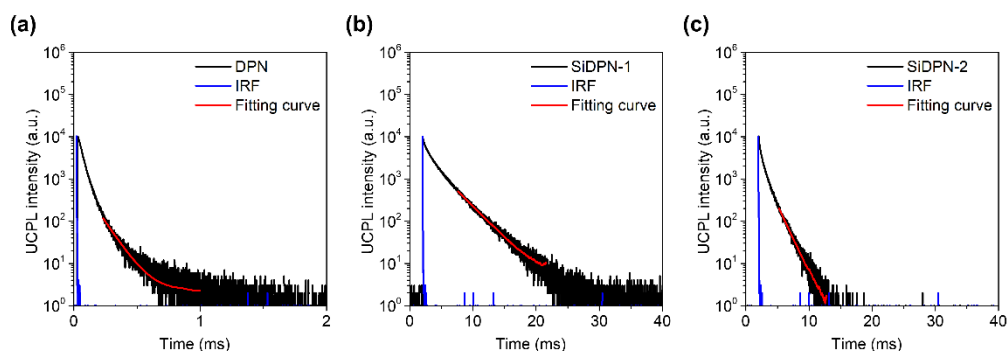 (a)
UCPL intensity (a.u.)
10⁶
10⁵
10⁴
10³
10²
10¹
10⁰
DPN
IRF
Fitting curve
0 1 2
Time (ms)
(b)
UCPL intensity (a.u.)
10⁶
10⁵
10⁴
10³
10²
10¹
10⁰
SiDPN-1
IRF
Fitting curve
0 10 20 30 40
Time (ms)
(c)
UCPL intensity (a.u.)
10⁶
10⁵
10⁴
10³
10²
10¹
10⁰
SiDPN-2
IRF
Fitting curve
0 10 20 30 40
Time (ms)